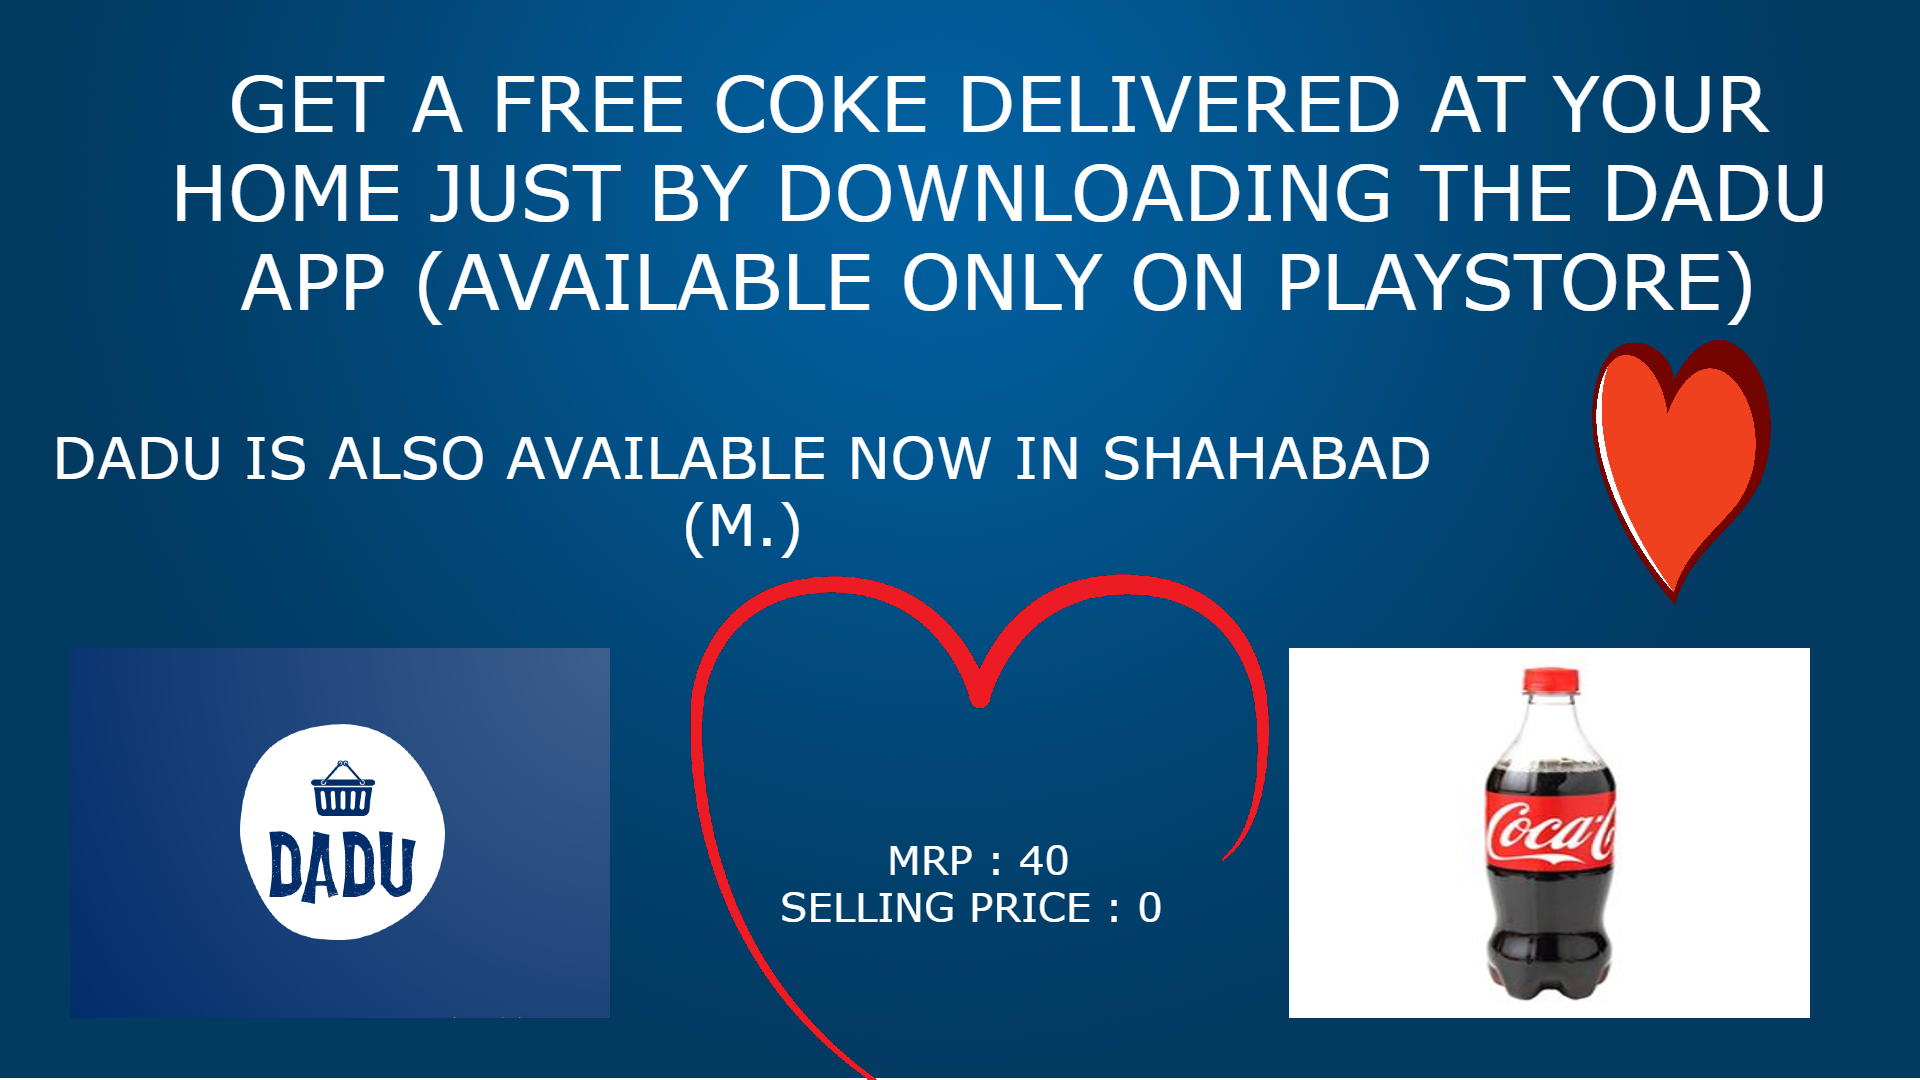 GET A FREE COKE DELIVERED AT YOUR
HOME JUST BY DOWNLOADING THE DADU
APP (AVAILABLE ONLY ON PLAYSTORE)
DADU IS ALSO AVAILABLE NOW IN SHAHABAD
(M.)
DADU
MRP : 40
SELLING PRICE : 0
Coca-C